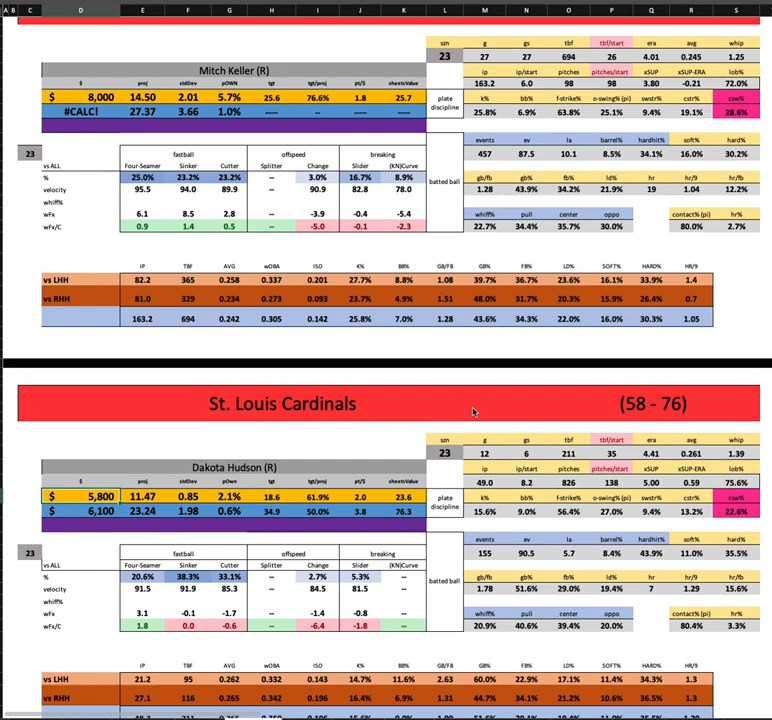 A B C D E F G H I J K L M N O P Q R S
szn g gs tbf tbf/start era avg whip
23 27 27 694 26 4.01 0.245 1.25
Mitch Keller (R) ip ip/start pitches pitches/start xSUP xSUP-ERA lob%
$ proj stdDev pOWN tgt tgt/proj pt/$ sheetsValue 163.2 6.0 98 98 3.80 -0.21 72.0%
$ 8,000 14.50 2.01 5.7% 25.6 76.6% 1.8 25.7 plate discipline k% bb% f-strike% o-swing% (pi) swstr% cstr% csw%
#CALC! 27.37 3.66 1.0% ---- ---- ---- ---- 25.8% 6.9% 63.8% 25.1% 9.4% 19.1% 28.6%
events ev la barrel% hardhit% soft% hard%
23 fastball offspeed breaking 457 87.5 10.1 8.5% 34.1% 16.0% 30.2%
vs ALL Four-Seamer Sinker Cutter Splitter Change Slider (KN)Curve
% 25.0% 23.2% 23.2% -- 3.0% 16.7% 8.9% batted ball gb/fb gb% fb% ld% hr hr/9 hr/fb
velocity 95.5 94.0 89.9 -- 90.9 82.8 78.0 1.28 43.9% 34.2% 21.9% 19 1.04 12.2%
whiff%
wFx 6.1 8.5 2.8 -3.9 -0.4 -5.4 whiff% pull center oppo contact% (pi) hr%
wFx/C 0.9 1.4 0.5 -- -5.0 -0.1 -2.3 22.7% 34.4% 35.7% 30.0% 80.0% 2.7%
IP TBF AVG wOBA ISO K% BB% GB/FB GB% FB% LD% SOFT% HARD% HR/9
vs LHH 82.2 365 0.258 0.337 0.201 27.7% 8.8% 1.08 39.7% 36.7% 23.6% 16.1% 33.9% 1.4
vs RHH 81.0 329 0.234 0.273 0.093 23.7% 4.9% 1.51 48.0% 31.7% 20.3% 15.9% 26.4% 0.7
163.2 694 0.242 0.305 0.142 25.8% 7.0% 1.28 43.6% 34.3% 22.0% 16.0% 30.3% 1.05
St. Louis Cardinals (58 - 76)
szn g gs tbf tbf/start era avg whip
23 12 6 211 35 4.41 0.261 1.39
Dakota Hudson (R) ip ip/start pitches pitches/start xSUP xSUP-ERA lob%
$ proj stdDev pOwn tgt tgt/proj pt/$ sheetsValue 49.0 8.2 826 138 5.00 0.59 75.6%
$ 5,800 11.47 0.85 2.1% 18.6 61.9% 2.0 23.6 plate discipline k% bb% f-strike% o-swing% (pi) swstr% cstr% csw%
$ 6,100 23.24 1.98 0.6% 34.9 50.0% 3.8 76.3 15.6% 9.0% 56.4% 27.0% 9.4% 13.2% 22.6%
events ev la barrel% hardhit% soft% hard%
23 fastball offspeed breaking 155 90.5 5.7 8.4% 43.9% 11.0% 35.5%
vs ALL Four-Seamer Sinker Cutter Splitter Change Slider (KN)Curve
% 20.6% 38.3% 33.1% -- 2.7% 5.3% -- batted ball gb/fb gb% fb% ld% hr hr/9 hr/fb
velocity 91.5 91.9 85.3 -- 84.5 81.5 -- 1.78 51.6% 29.0% 19.4% 7 1.29 15.6%
whiff%
wFx 3.1 -0.1 -1.7 -1.4 -0.8 whiff% pull center oppo contact% (pi) hr%
wFx/C 1.8 0.0 -0.6 -- -6.4 -1.8 -- 20.9% 40.6% 39.4% 20.0% 80.4% 3.3%
IP TBF AVG wOBA ISO K% BB% GB/FB GB% FB% LD% SOFT% HARD% HR/9
vs LHH 21.2 95 0.262 0.332 0.143 14.7% 11.6% 2.63 60.0% 22.9% 17.1% 11.4% 34.3% 1.3
vs RHH 27.1 116 0.265 0.342 0.196 16.4% 6.9% 1.31 44.7% 34.1% 21.2% 10.6% 36.5% 1.3